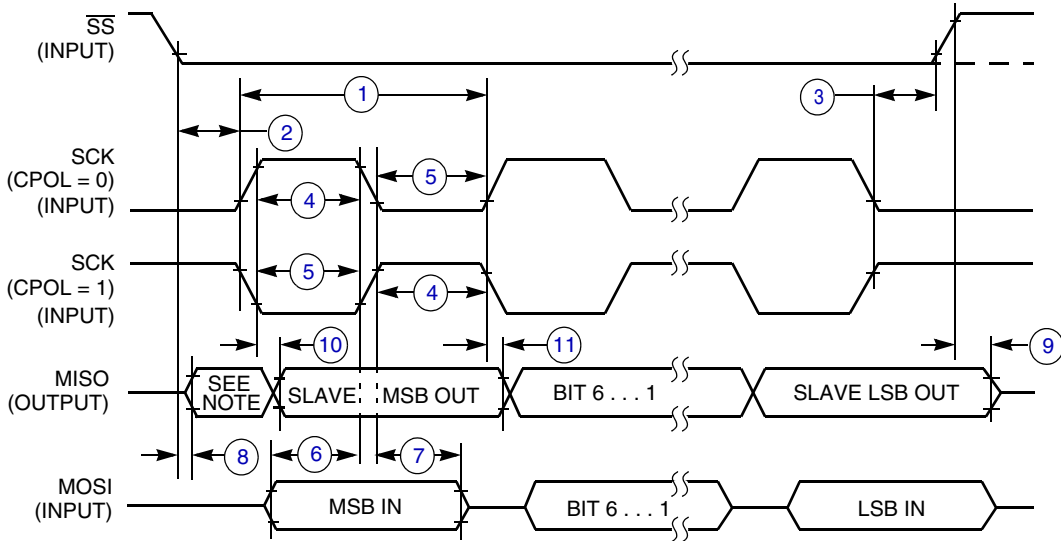 SS
(INPUT)
1
3
2
SCK
(CPOL = 0)
(INPUT)
5
4
SCK
(CPOL = 1)
(INPUT)
5
4
10
11
9
MISO
(OUTPUT)
SEE
NOTE
SLAVE
MSB OUT
BIT 6 . . . 1
SLAVE LSB OUT
8
6
7
MOSI
(INPUT)
MSB IN
BIT 6 . . . 1
LSB IN